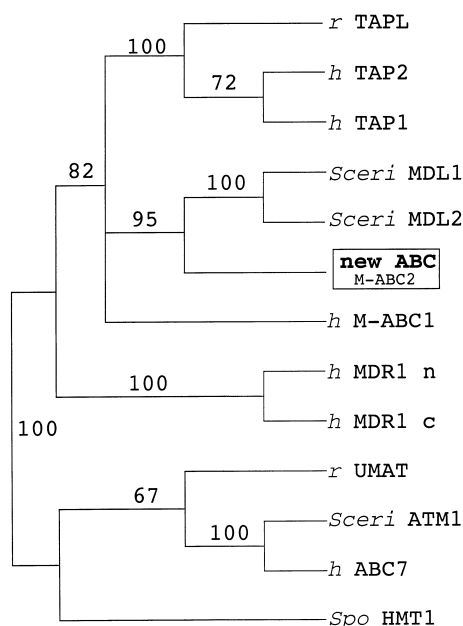 r TAPL
100
72
h TAP2
h TAP1
82
Sceri MDL1
100
95
Sceri MDL2
new ABC
M-ABC2
h M-ABC1
h MDR1 n
100
h MDR1 c
100
r UMAT
67
Sceri ATM1
100
h ABC7
Spo HMT1